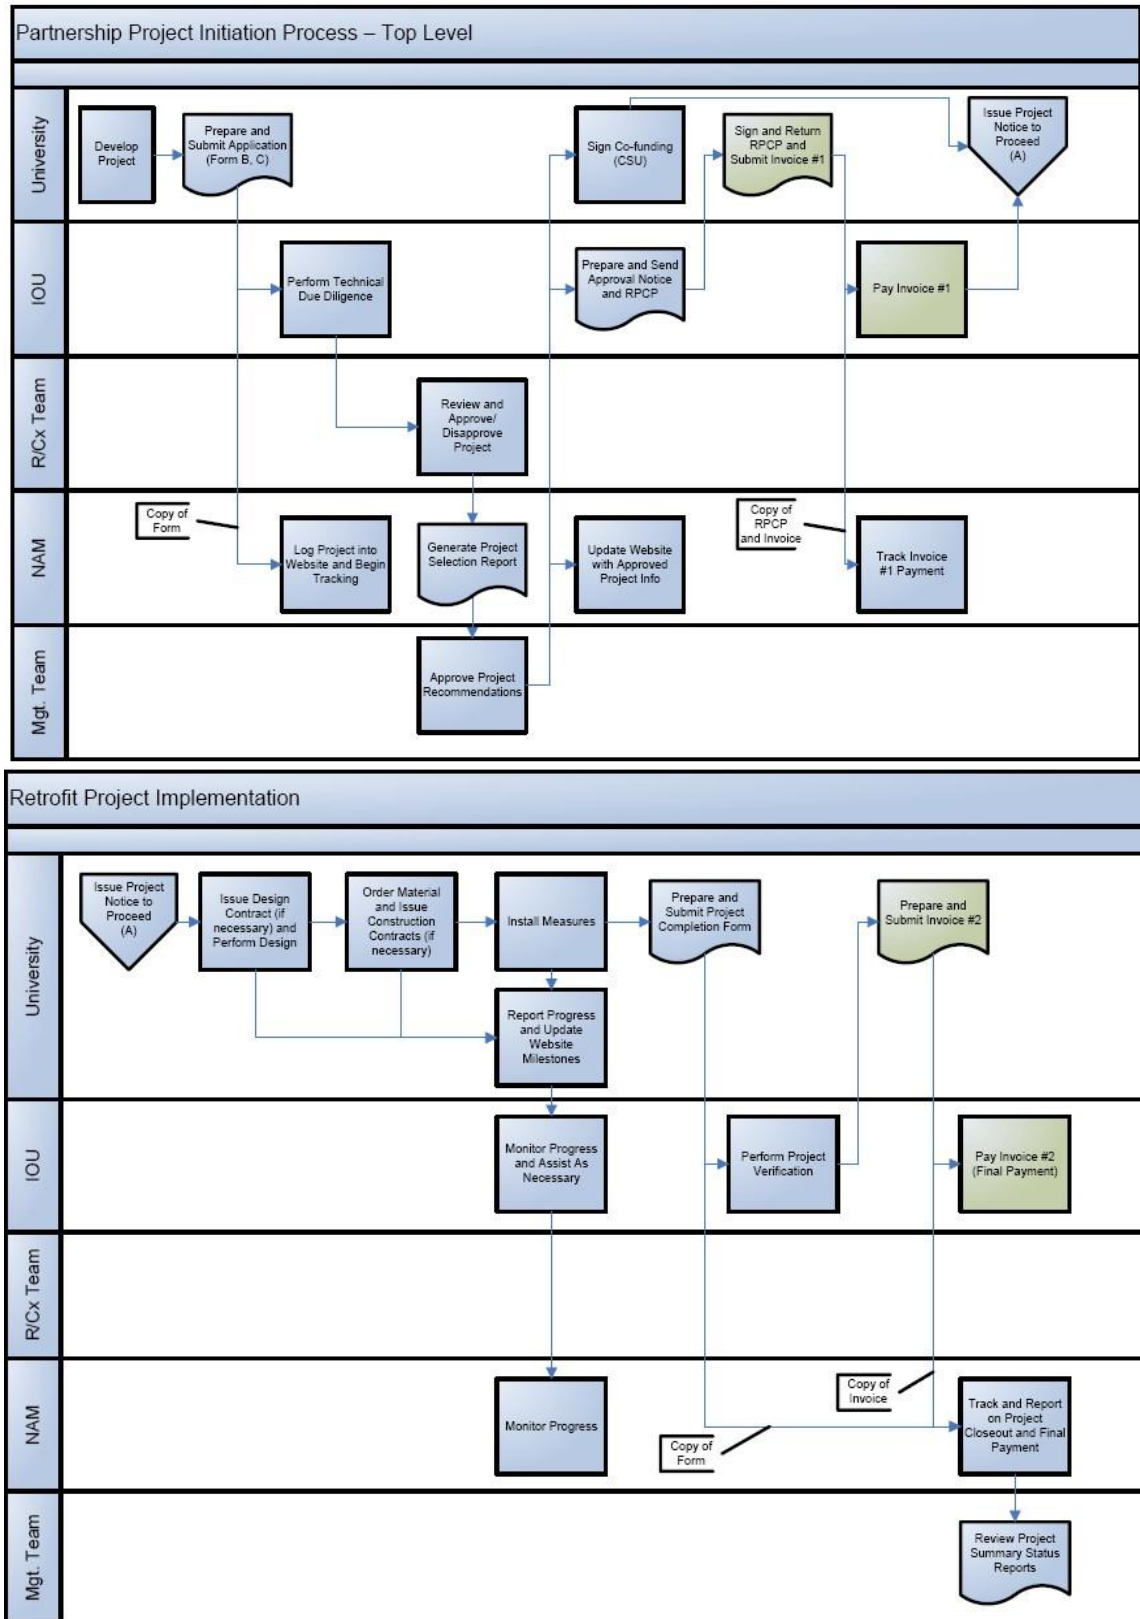 Partnership Project Initiation Process – Top Level
University
Develop
Project
Prepare and
Submit Application
(Form B, C)
Sign Co-funding
(CSU)
Sign and Return
RPCP and
Submit Invoice #1
Issue Project
Notice to
Proceed
(A)
IOU
Perform Technical
Due Diligence
Prepare and Send
Approval Notice
and RPCP
Pay Invoice #1
R/Cx Team
Review and
Approve/
Disapprove
Project
NAM
Copy of
Form
Log Project into
Website and Begin
Tracking
Generate Project
Selection Report
Update Website
with Approved
Project Info
Copy of
RPCP
and Invoice
Track Invoice
#1 Payment
Mgt. Team
Approve Project
Recommendations
Retrofit Project Implementation
University
Issue Project
Notice to
Proceed
(A)
Issue Design
Contract (if
necessary) and
Perform Design
Order Material
and Issue
Construction
Contracts (if
necessary)
Install Measures
Prepare and
Submit Project
Completion Form
Prepare and
Submit Invoice #2
Report Progress
and Update
Website
Milestones
IOU
Monitor Progress
and Assist As
Necessary
Perform Project
Verification
Pay Invoice #2
(Final Payment)
R/Cx Team
NAM
Monitor Progress
Copy of
Form
Copy of
Invoice
Track and Report
on Project
Closeout and Final
Payment
Mgt. Team
Review Project
Summary Status
Reports